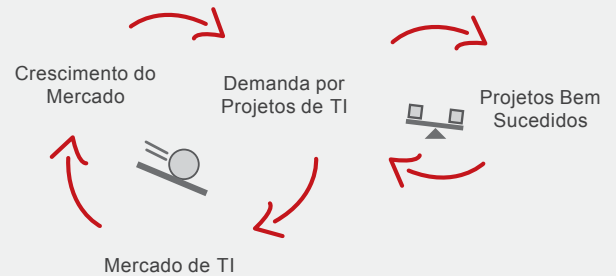 Crescimento do
Mercado
Demanda por
Projetos de TI
Projetos Bem
Sucedidos
Mercado de TI